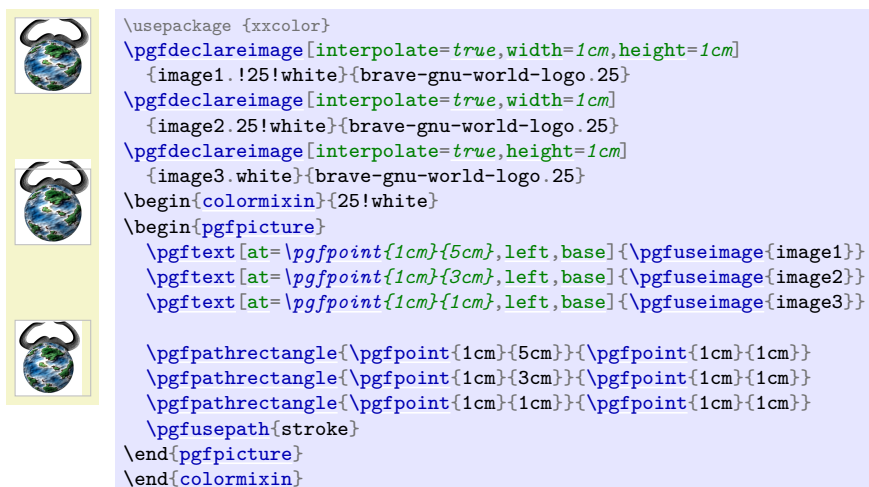 \usepackage {xxcolor}
\pgfdeclareimage[interpolate=true,width=1cm,height=1cm]
{image1.!25!white}{brave-gnu-world-logo.25}
\pgfdeclareimage[interpolate=true,width=1cm]
{image2.25!white}{brave-gnu-world-logo.25}
\pgfdeclareimage[interpolate=true,height=1cm]
{image3.white}{brave-gnu-world-logo.25}
\begin{colormixin}{25!white}
\begin{pgfpicture}
\pgftext[at=\pgfpoint{1cm}{5cm},left,base]{\pgfuseimage{image1}}
\pgftext[at=\pgfpoint{1cm}{3cm},left,base]{\pgfuseimage{image2}}
\pgftext[at=\pgfpoint{1cm}{1cm},left,base]{\pgfuseimage{image3}}
\pgfpathrectangle{\pgfpoint{1cm}{5cm}}{\pgfpoint{1cm}{1cm}}
\pgfpathrectangle{\pgfpoint{1cm}{3cm}}{\pgfpoint{1cm}{1cm}}
\pgfpathrectangle{\pgfpoint{1cm}{1cm}}{\pgfpoint{1cm}{1cm}}
\pgfusepath{stroke}
\end{pgfpicture}
\end{colormixin}